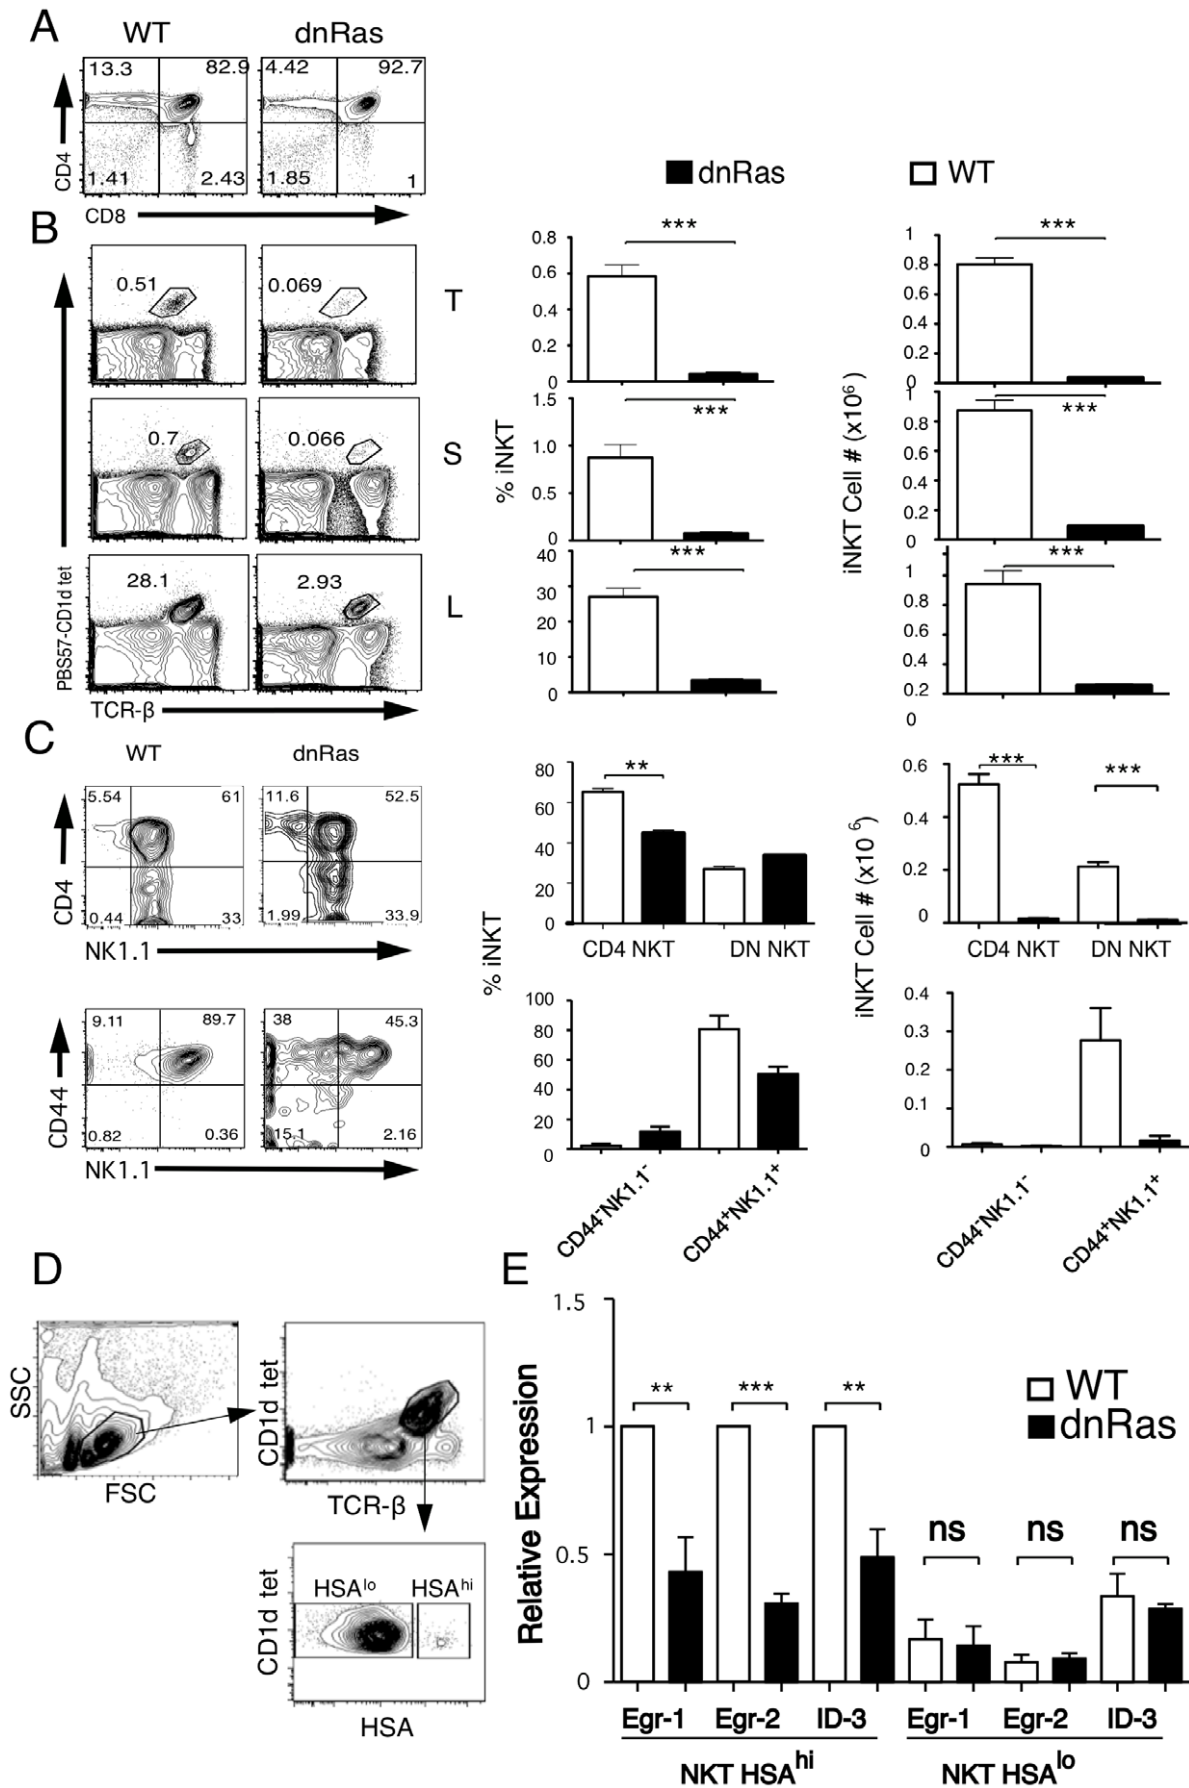 A
WT
dnRas
13.3
82.9
4.42
92.7
CD4
1.41
2.43
1.85
1
CD8
dnRas
WT
B
0.51
0.069
T
0.7
0.066
S
28.1
2.93
L
PBS57-CD1d tet
TCR-β
0.8
0.6
0.4
0.2
0
***
1
0.8
0.6
0.4
0.2
0
***
1.5
1.0
0.5
0
***
1
0.8
0.6
0.4
0.2
0
***
40
30
20
10
0
***
1
0.8
0.6
0.4
0.2
0
***
% iNKT
iNKT Cell # (x10⁶ )
C
WT
dnRas
5.54
61
11.6
52.5
CD4
0.44
33
1.99
33.9
NK1.1
80
60
40
20
0
**
CD4 NKT
DN NKT
0.6
0.4
0.2
0
***
***
CD4 NKT
DN NKT
% iNKT
iNKT Cell # (x10 ⁶ )
9.11
89.7
38
45.3
CD44
0.82
0.36
15.1
2.16
NK1.1
100
80
60
40
20
0
CD44⁻NK1.1⁻
CD44⁺NK1.1⁺
0.4
0.3
0.2
0.1
0
CD44⁻NK1.1⁻
CD44⁺NK1.1⁺
D
SSC
FSC
CD1d tet
TCR-β
HSAˡᵒ
HSAʰⁱ
CD1d tet
HSA
E
1.5
1
0.5
0
Relative Expression
WT
dnRas
**
***
**
ns
ns
ns
Egr-1
Egr-2
ID-3
Egr-1
Egr-2
ID-3
NKT HSAʰⁱ
NKT HSAˡᵒ